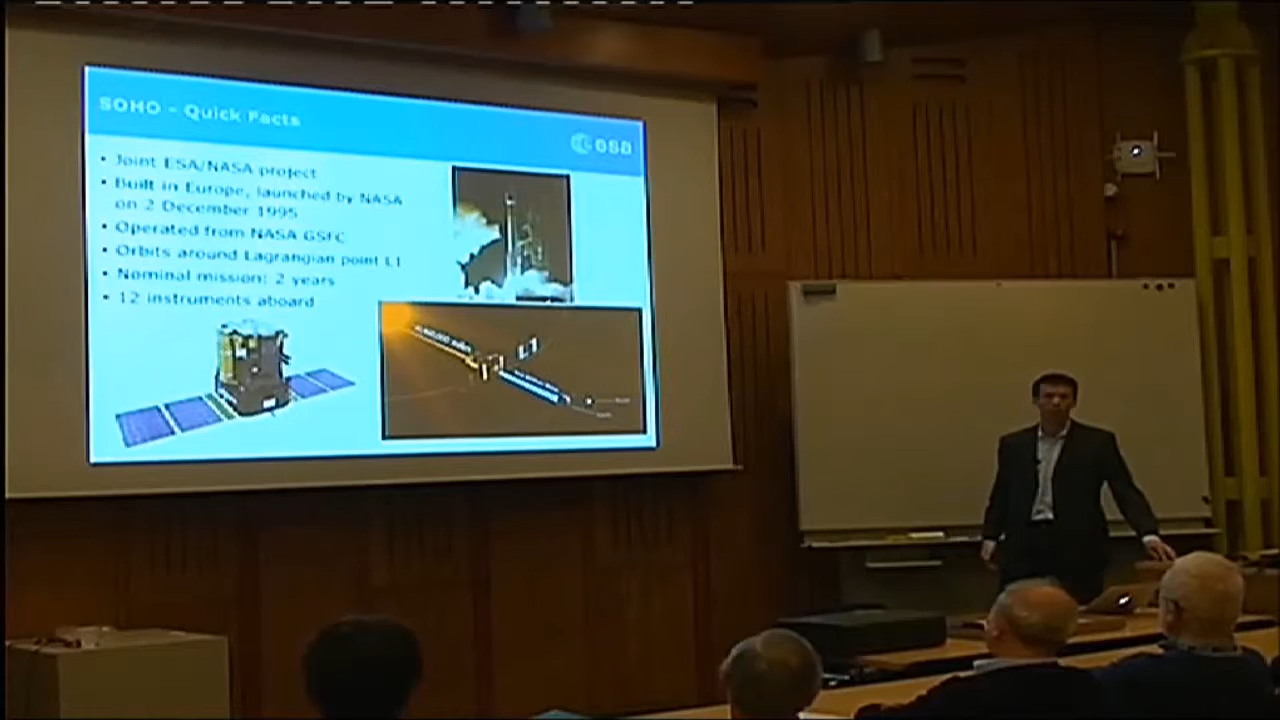 SOHO – Quick Facts
esa
• Joint ESA/NASA project
• Built in Europe, launched by NASA
on 2 December 1995
• Operated from NASA GSFC
• Orbits around Lagrangian point L1
• Nominal mission: 2 years
• 12 instruments aboard
L1